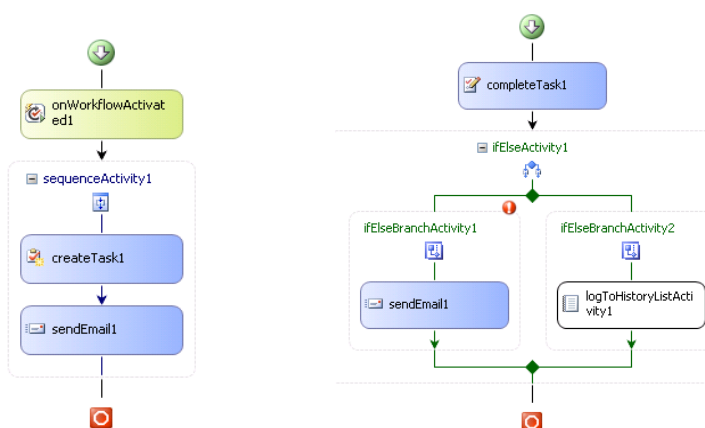 onWorkflowActivat
ed1
sequenceActivity1
createTask1
sendEmail1
completeTask1
ifElseActivity1
ifElseBranchActivity1
ifElseBranchActivity2
sendEmail1
logToHistoryListActi
vity1